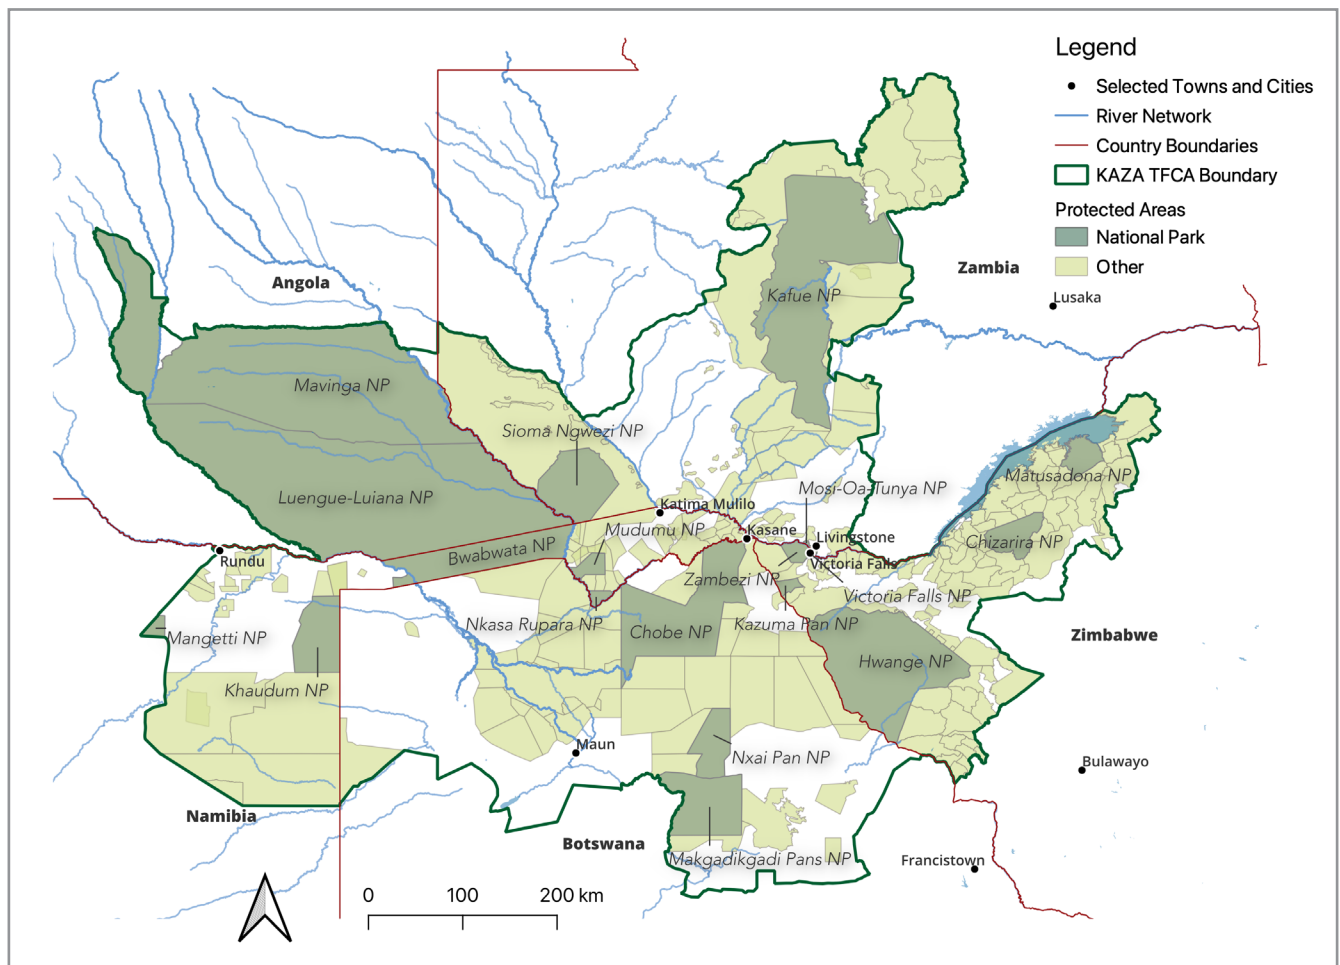 Legend
Selected Towns and Cities
River Network
Country Boundaries
KAZA TFCA Boundary
Protected Areas
National Park
Other
Angola
Zambia
Lusaka
Kafue NP
Mavinga NP
Sioma Ngwezi NP
Luengue-Luiana NP
Mosi-Oa-Tunya NP
Matusadona NP
Katima Mulilo
Mudumu NP
Kasane
Livingstone
Chizarira NP
Bwabwata NP
Rundu
Victoria Falls
Zambezi NP
Victoria Falls NP
Nkasa Rupara NP
Chobe NP
Kazuma Pan NP
Mangetti NP
Zimbabwe
Hwange NP
Khaudum NP
Maun
Nxai Pan NP
Bulawayo
Namibia
Botswana
Makgadikgadi Pans NP
Francistown
0 100 200 km